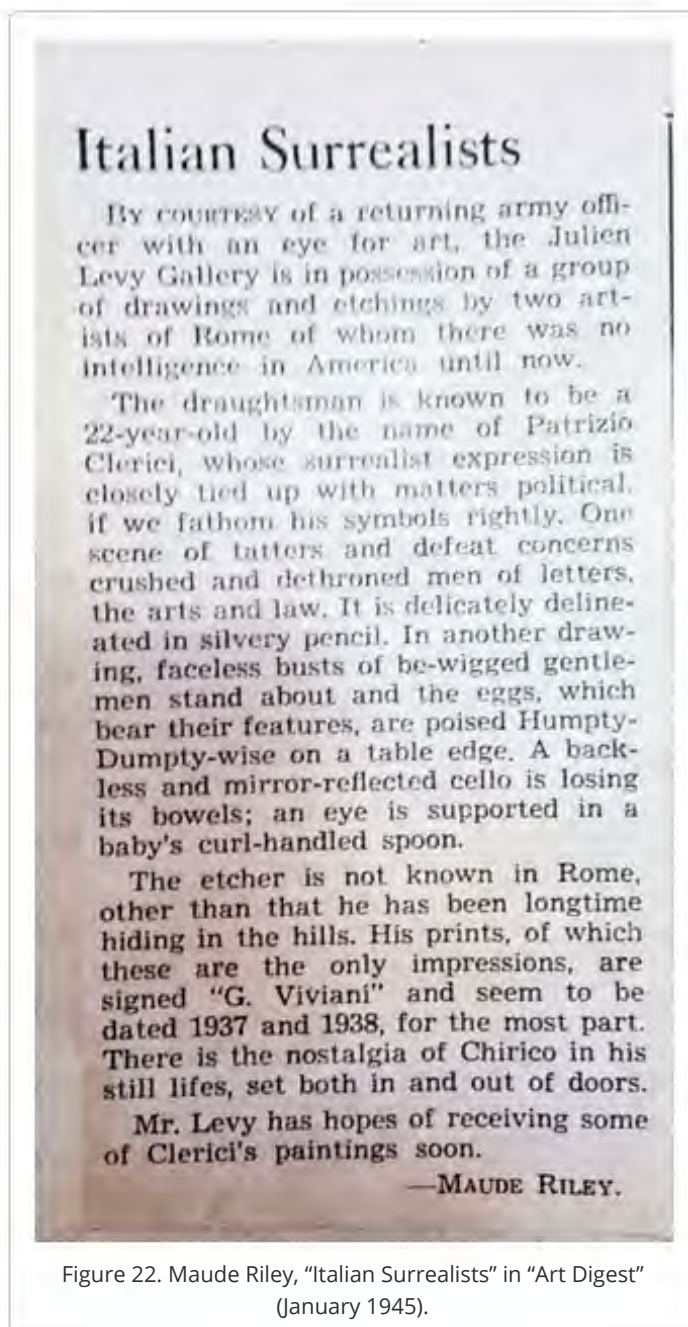 Italian Surrealists
BY COURTESY of a returning army offi-
cer with an eye for art, the Julien
Levy Gallery is in possession of a group
of drawings and etchings by two art-
ists of Rome of whom there was no
intelligence in America until now.
The draughtsman is known to be a
22-year-old by the name of Patrizio
Clerici, whose surrealist expression is
closely tied up with matters political,
if we fathom his symbols rightly. One
scene of tatters and defeat concerns
crushed and dethroned men of letters,
the arts and law. It is delicately deline-
ated in silvery pencil. In another draw-
ing, faceless busts of be-wigged gentle-
men stand about and the eggs, which
bear their features, are poised Humpty-
Dumpty-wise on a table edge. A back-
less and mirror-reflected cello is losing
its bowels; an eye is supported in a
baby's curl-handled spoon.
The etcher is not known in Rome,
other than that he has been longtime
hiding in the hills. His prints, of which
these are the only impressions, are
signed "G. Viviani" and seem to be
dated 1937 and 1938, for the most part.
There is the nostalgia of Chirico in his
still lifes, set both in and out of doors.
Mr. Levy has hopes of receiving some
of Clerici's paintings soon.
—MAUDE RILEY.
Figure 22. Maude Riley, “Italian Surrealists” in “Art Digest”
(January 1945).